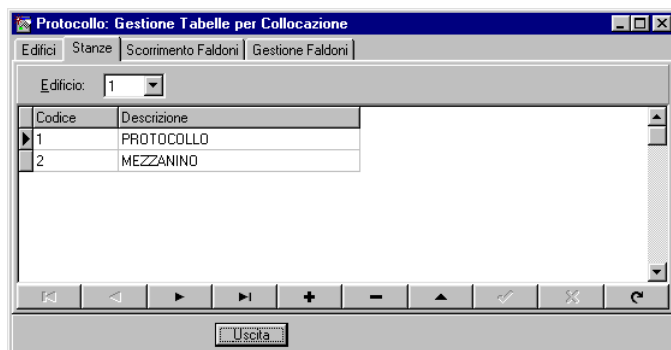 Protocollo: Gestione Tabelle per Collocazione
Edifici Stanze Scorrimento Faldoni Gestione Faldoni
Edificio: 1
Codice Descrizione
1 PROTOCOLLO
2 MEZZANINO
Uscita